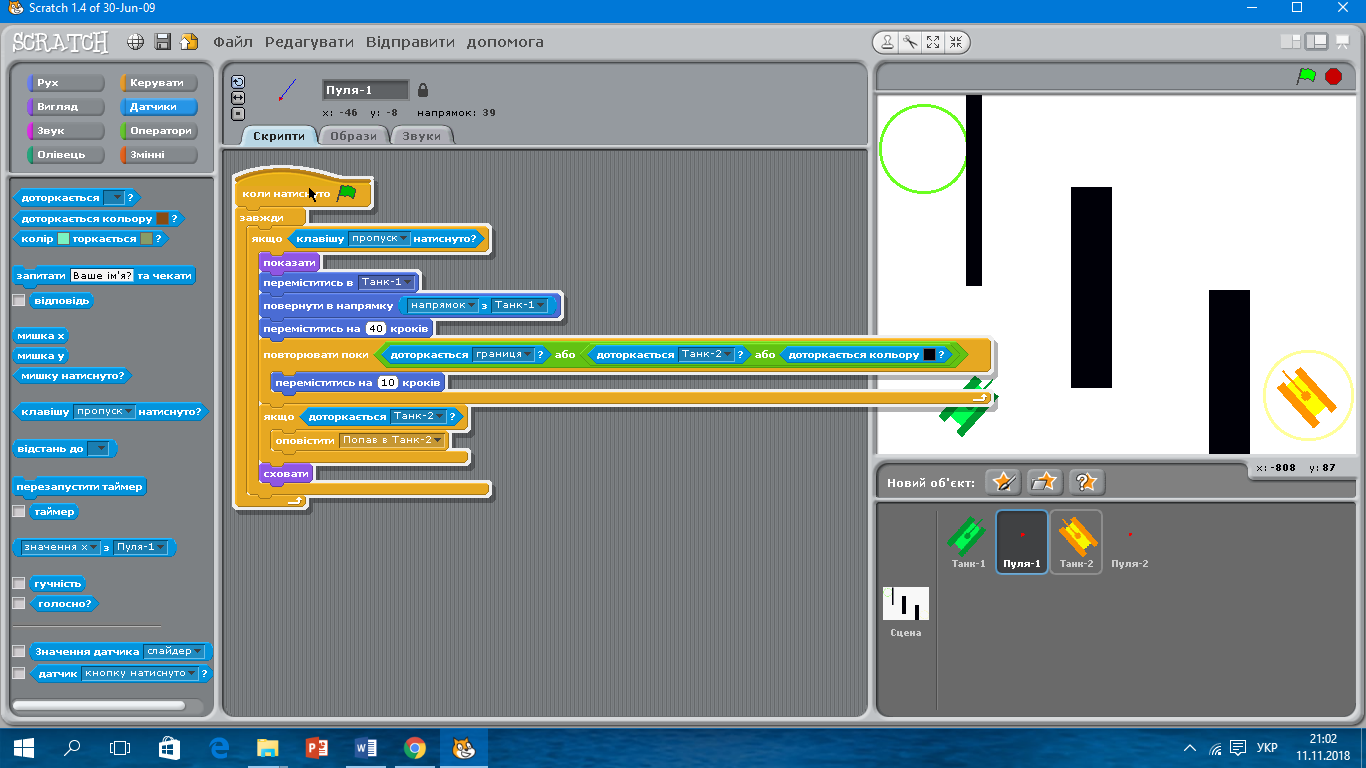 Scratch 1.4 of 30-Jun-09
SCRATCH Файл Редагувати Відправити допомога
Рух Керувати
Вигляд Датчики
Звук Оператори
Олівець Змінні
Пуля-1
x: -46 y: -8 напрямок: 39
Скрипти Образи Звуки
доторкається ?
доторкається кольору ?
колір торкається ?
запитати Ваше ім'я? та чекати
відповідь
мишка x
мишка y
мишку натиснуто?
клавішу пропуск натиснуто?
відстань до
перезапустити таймер
таймер
значення x з Пуля-1
гучність
голосно?
Значення датчика слайдер
датчик кнопку натиснуто ?
коли натиснуто
завжди
якщо клавішу пропуск натиснуто?
показати
переміститись в Танк-1
повернути в напрямку напрямок з Танк-1
переміститись на 40 кроків
повторювати поки доторкається границя ? або доторкається Танк-2 ? або доторкається кольору ?
переміститись на 10 кроків
якщо доторкається Танк-2 ?
оповістити Попав в Танк-2
сховати
x: -808 y: 87
Новий об'єкт:
Танк-1 Пуля-1 Танк-2 Пуля-2
Сцена
УКР
21:02
11.11.2018